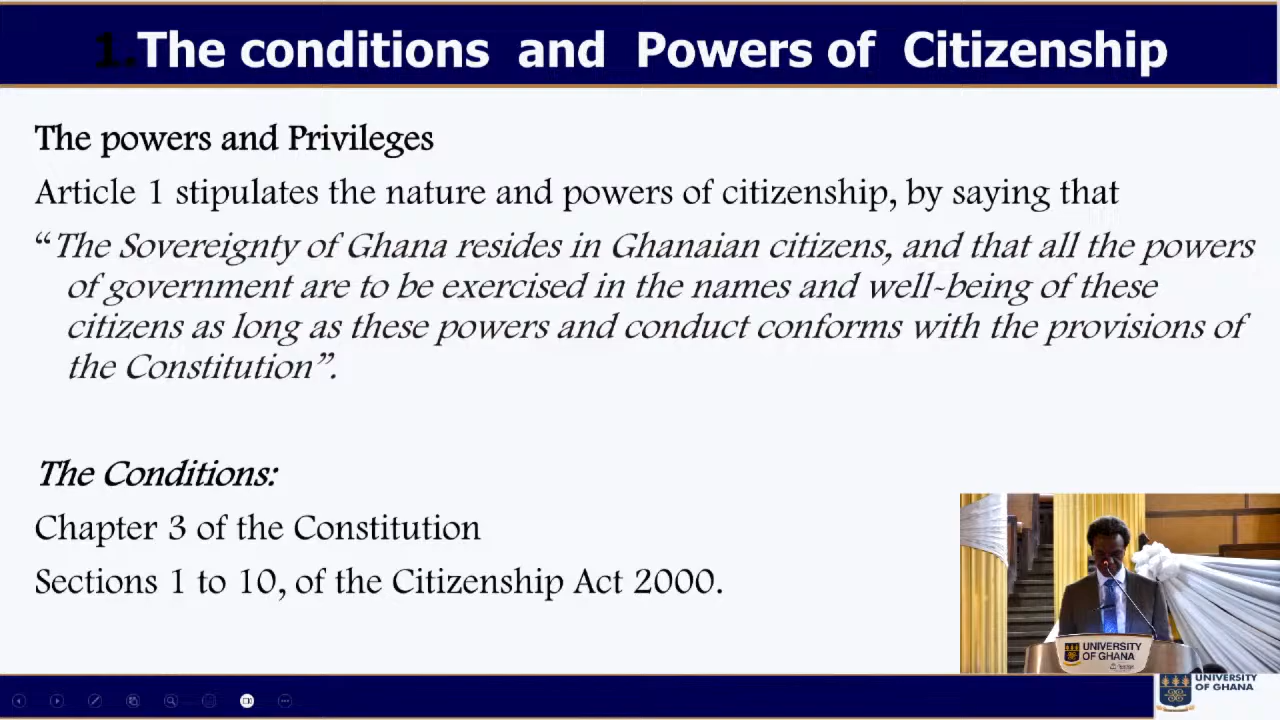 1.The conditions and Powers of Citizenship
The powers and Privileges
Article 1 stipulates the nature and powers of citizenship, by saying that
“The Sovereignty of Ghana resides in Ghanaian citizens, and that all the powers
of government are to be exercised in the names and well-being of these
citizens as long as these powers and conduct conforms with the provisions of
the Constitution”.
The Conditions:
Chapter 3 of the Constitution
Sections 1 to 10, of the Citizenship Act 2000.
UNIVERSITY
OF GHANA
UNIVERSITY
OF GHANA